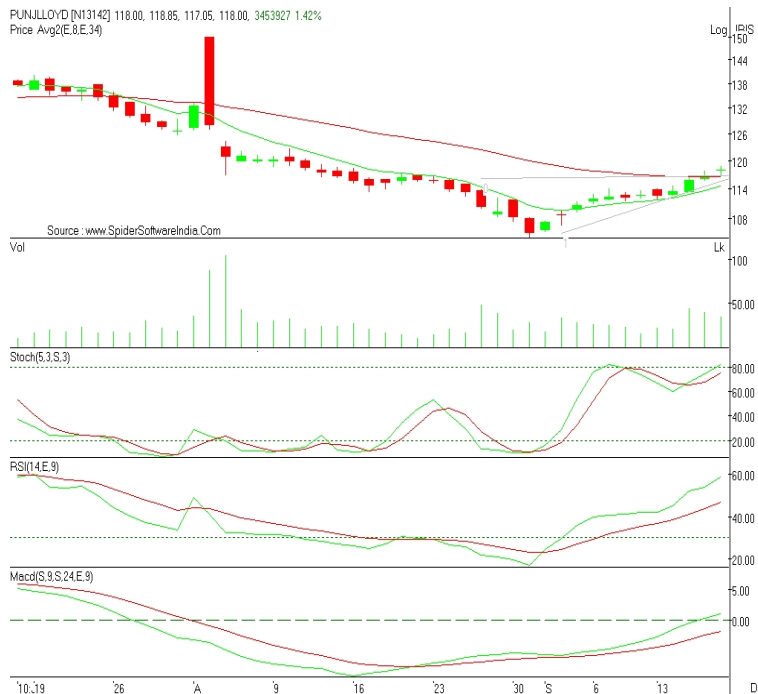 PUNJLLOYD [N13142] 118.00, 118.85, 117.05, 118.00, 3453927 1.42%
Price Avg2(E,8,E,34)
Log IRIS
150
144
138
132
126
120
114
108
Source : www.SpiderSoftwareIndia.Com
Vol
Lk
100
50.00
Stoch(5,3,S,3)
80.00
60.00
40.00
20.00
RSI(14,E,9)
60.00
40.00
20.00
Macd(S,9,S,24,E,9)
5.00
0.00
26
'A
9
16
23
30
'S
6
13
D